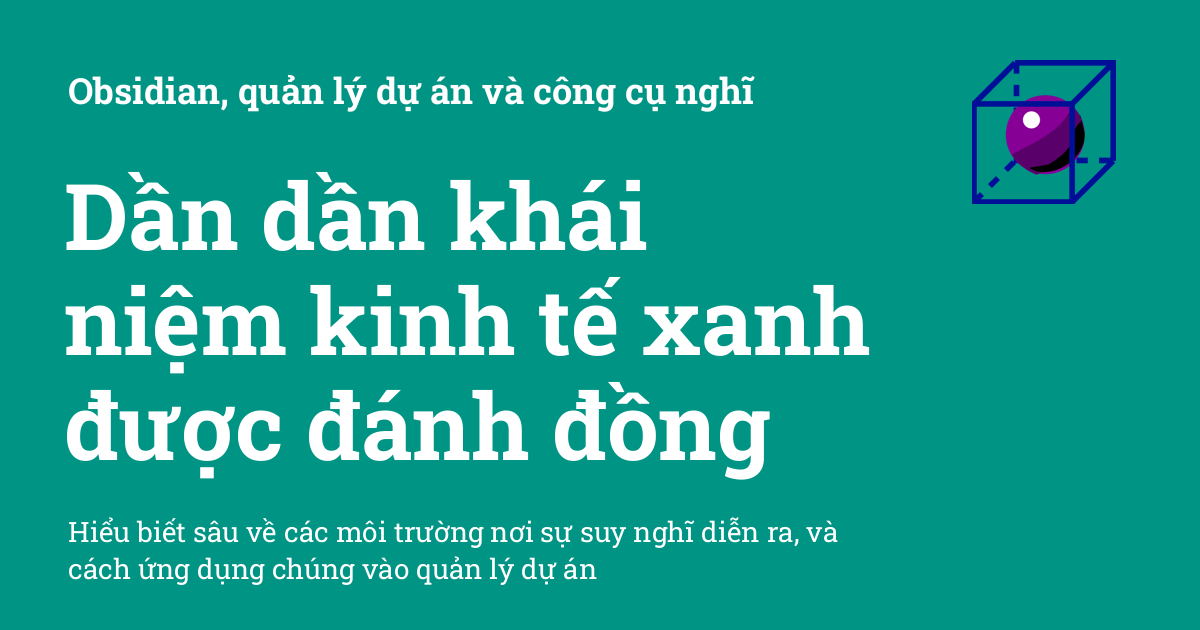 Obsidian, quản lý dự án và công cụ nghĩ
Dần dần khái
niệm kinh tế xanh
được đánh đồng
Hiểu biết sâu về các môi trường nơi sự suy nghĩ diễn ra, và
cách ứng dụng chúng vào quản lý dự án